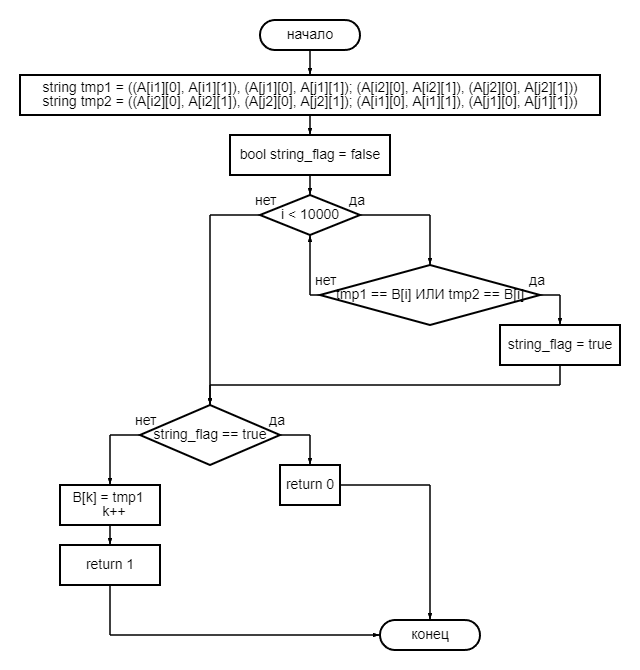 начало
string tmp1 = ((A[i1][0], A[i1][1]), (A[j1][0], A[j1][1]); (A[i2][0], A[i2][1]), (A[j2][0], A[j2][1]))
string tmp2 = ((A[i2][0], A[i2][1]), (A[j2][0], A[j2][1]); (A[i1][0], A[i1][1]), (A[j1][0], A[j1][1]))
bool string_flag = false
нет
да
i < 10000
нет
да
tmp1 == B[i] ИЛИ tmp2 == B[i]
string_flag = true
нет
да
string_flag == true
return 0
B[k] = tmp1
k++
return 1
конец